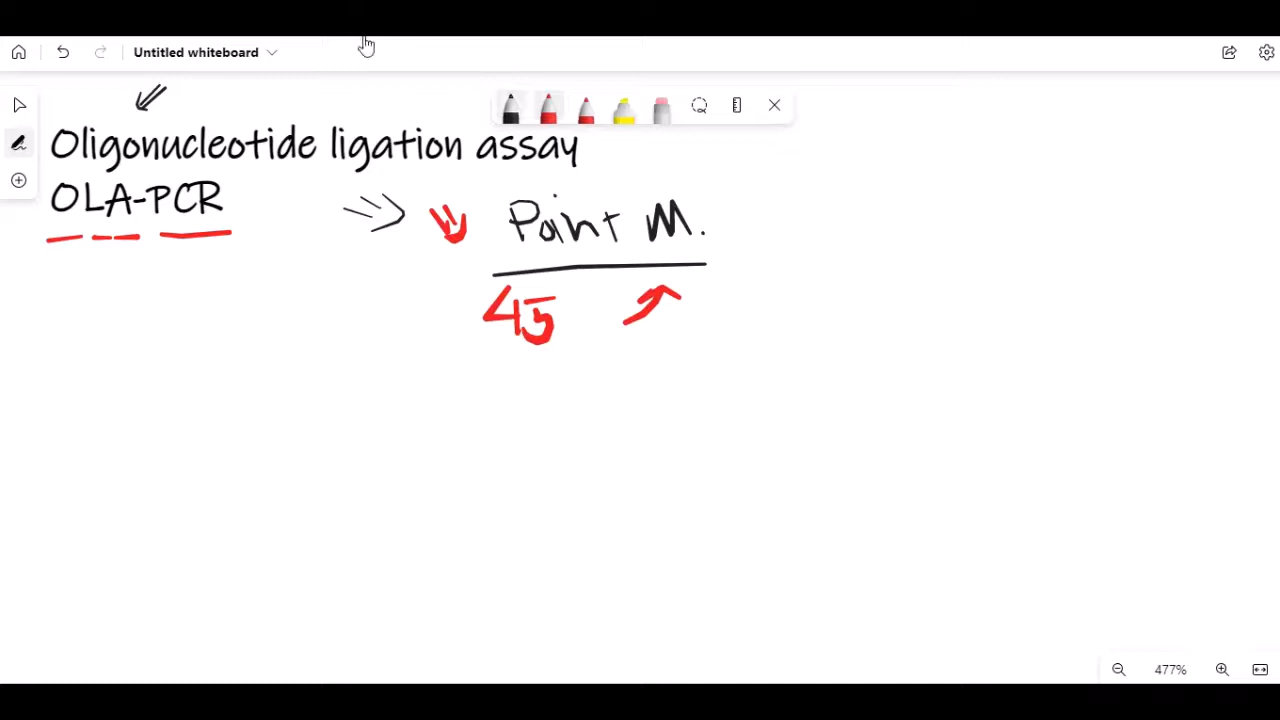 Untitled whiteboard
Oligonucleotide ligation assay
OLA-PCR
Point M.
45
477%